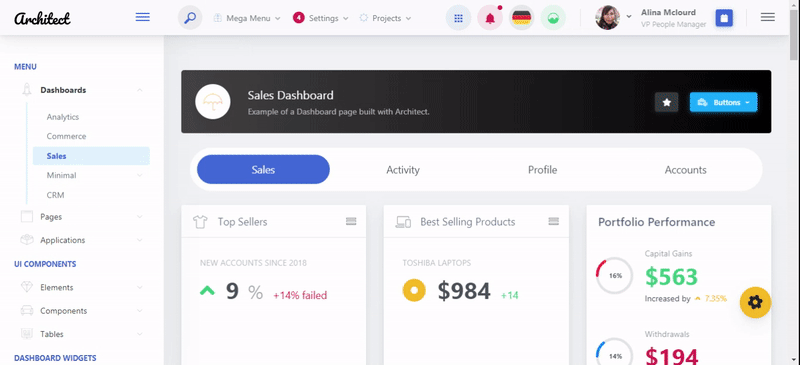 Architect
Mega Menu
4
Settings
Projects
Alina Mclourd
VP People Manager
MENU
Dashboards
Analytics
Commerce
Sales
Minimal
CRM
Pages
Applications
UI COMPONENTS
Elements
Components
Tables
DASHBOARD WIDGETS
Sales Dashboard
Example of a Dashboard page built with Architect.
Buttons
Sales
Activity
Profile
Accounts
Top Sellers
NEW ACCOUNTS SINCE 2018
9 % +14% failed
Best Selling Products
TOSHIBA LAPTOPS
$984 +14
Portfolio Performance
16%
Capital Gains
$563
Increased by 7.35%
14%
Withdrawals
$194